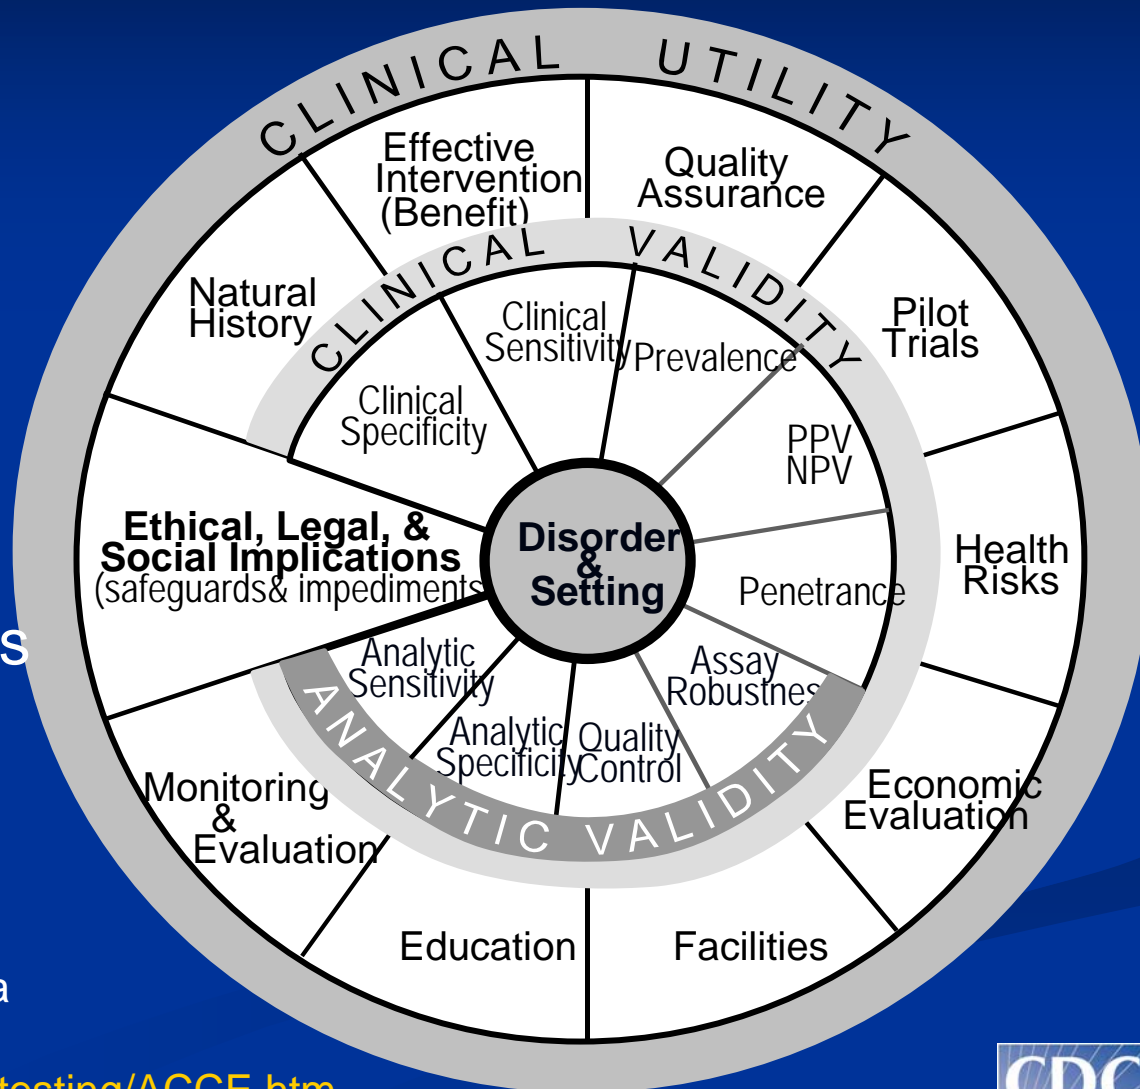 CLINICAL UTILITY
Effective
Intervention
(Benefit)
Quality
Assurance
Natural
History
Pilot
Trials
CLINICAL VALIDITY
Clinical
Sensitivity
Prevalence
Clinical
Specificity
PPV
NPV
Ethical, Legal, &
Social Implications
(safeguards& impediments
Disorder
&
Setting
Penetrance
Health
Risks
s
Analytic
Sensitivity
Assay
Robustnes
Analytic
Specificity
Quality
Control
ANALYTIC VALIDITY
Monitoring
&
Evaluation
Economic
Evaluation
Education
Facilities
a
testing/ACCE.htm
CDC